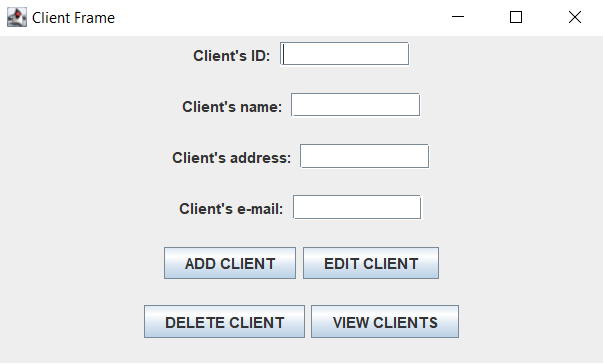 Client Frame
Client's ID:
Client's name:
Client's address:
Client's e-mail:
ADD CLIENT EDIT CLIENT
DELETE CLIENT VIEW CLIENTS